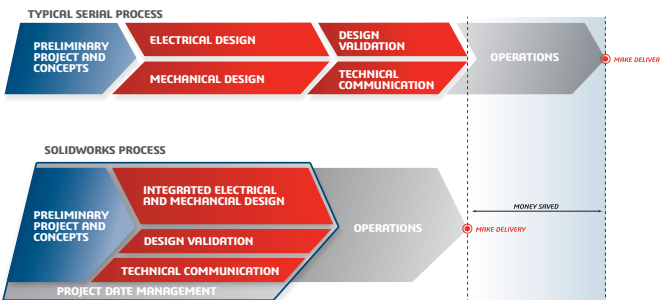 TYPICAL SERIAL PROCESS
PRELIMINARY
PROJECT AND
CONCEPTS
ELECTRICAL DESIGN
MECHANICAL DESIGN
DESIGN
VALIDATION
TECHNICAL
COMMUNICATION
OPERATIONS
MAKE DELIVER
SOLIDWORKS PROCESS
PRELIMINARY
PROJECT AND
CONCEPTS
INTEGRATED ELECTRICAL
AND MECHANCIAL DESIGN
DESIGN VALIDATION
TECHNICAL COMMUNICATION
PROJECT DATE MANAGEMENT
OPERATIONS
MAKE DELIVERY
MONEY SAVED